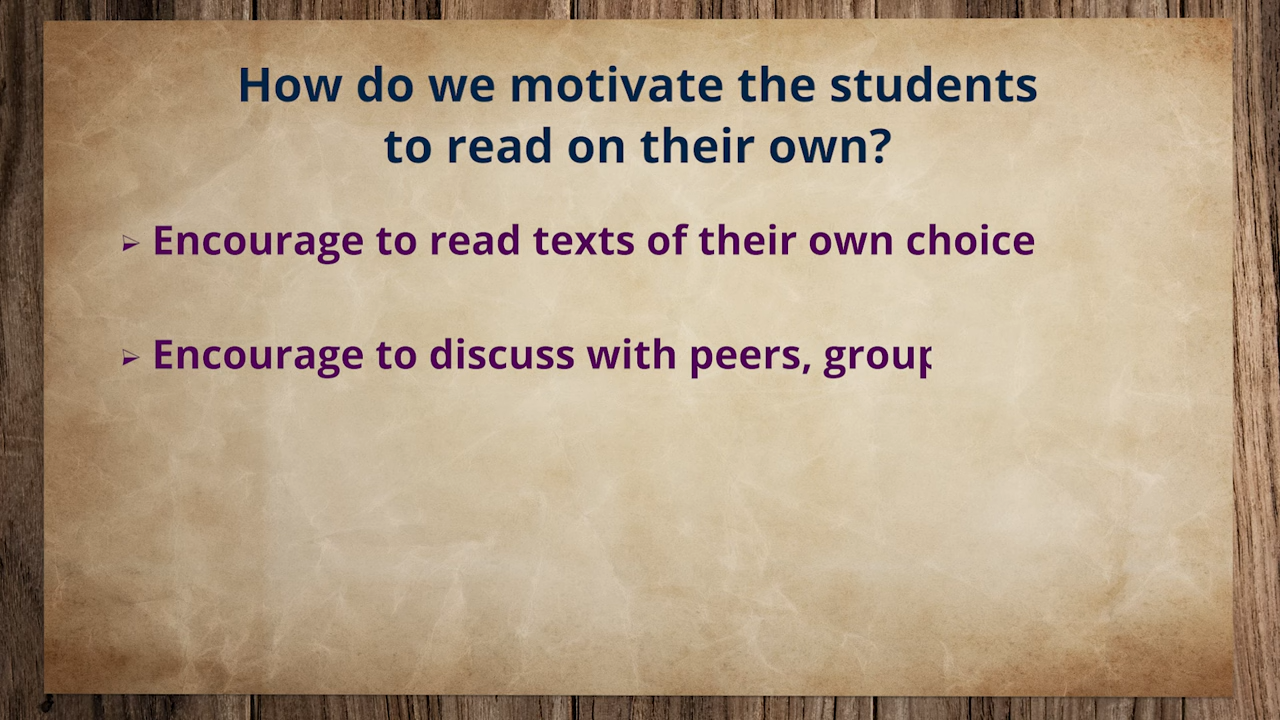 How do we motivate the students
to read on their own?
Encourage to read texts of their own choice
Encourage to discuss with peers, group